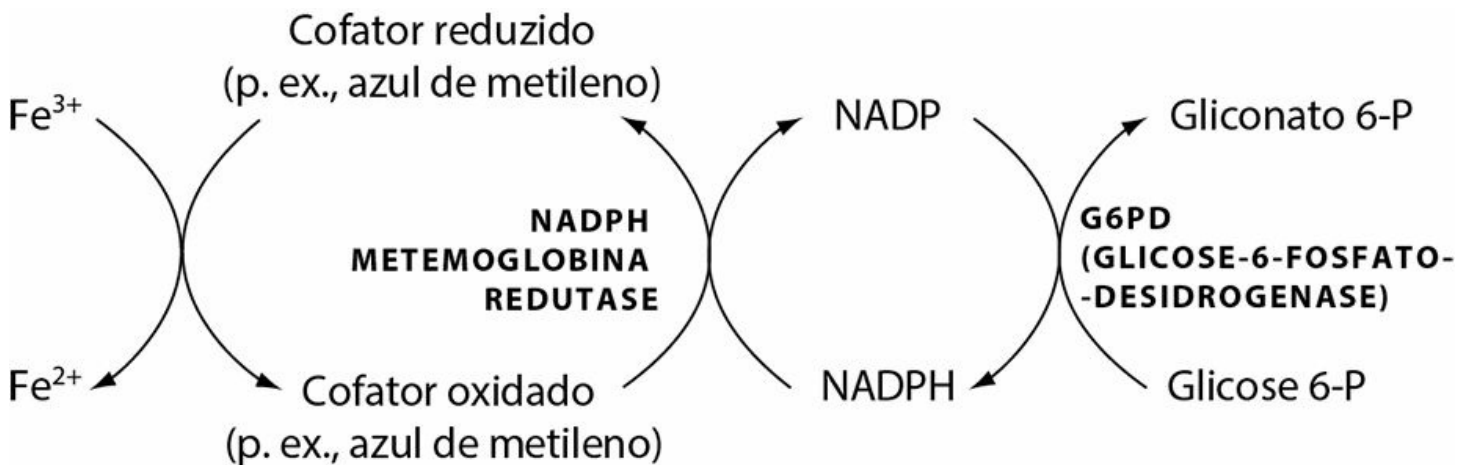 Cofator reduzido
(p. ex., azul de metileno)
Fe³⁺
NADP
Gliconato 6-P
NADPH
METEMOGLOBINA
REDUTASE
G6PD
(GLICOSE-6-FOSFATO-
-DESIDROGENASE)
Fe²⁺
Cofator oxidado
(p. ex., azul de metileno)
NADPH
Glicose 6-P